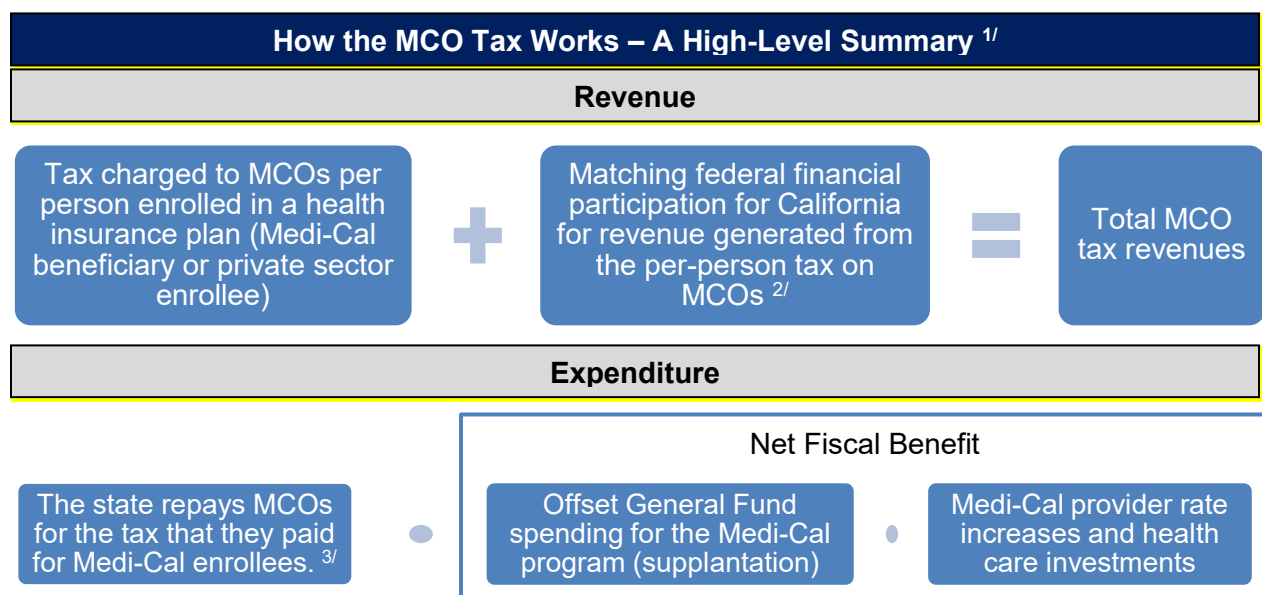 How the MCO Tax Works – A High-Level Summary 1/
Revenue
Tax charged to MCOs per
person enrolled in a health
insurance plan (Medi-Cal
beneficiary or private sector
enrollee)
Matching federal financial
participation for California
for revenue generated from
the per-person tax on
MCOs 2/
Total MCO
tax revenues
Expenditure
Net Fiscal Benefit
The state repays MCOs
for the tax that they paid
for Medi-Cal enrollees. 3/
Offset General Fund
spending for the Medi-Cal
program (supplantation)
Medi-Cal provider rate
increases and health
care investments